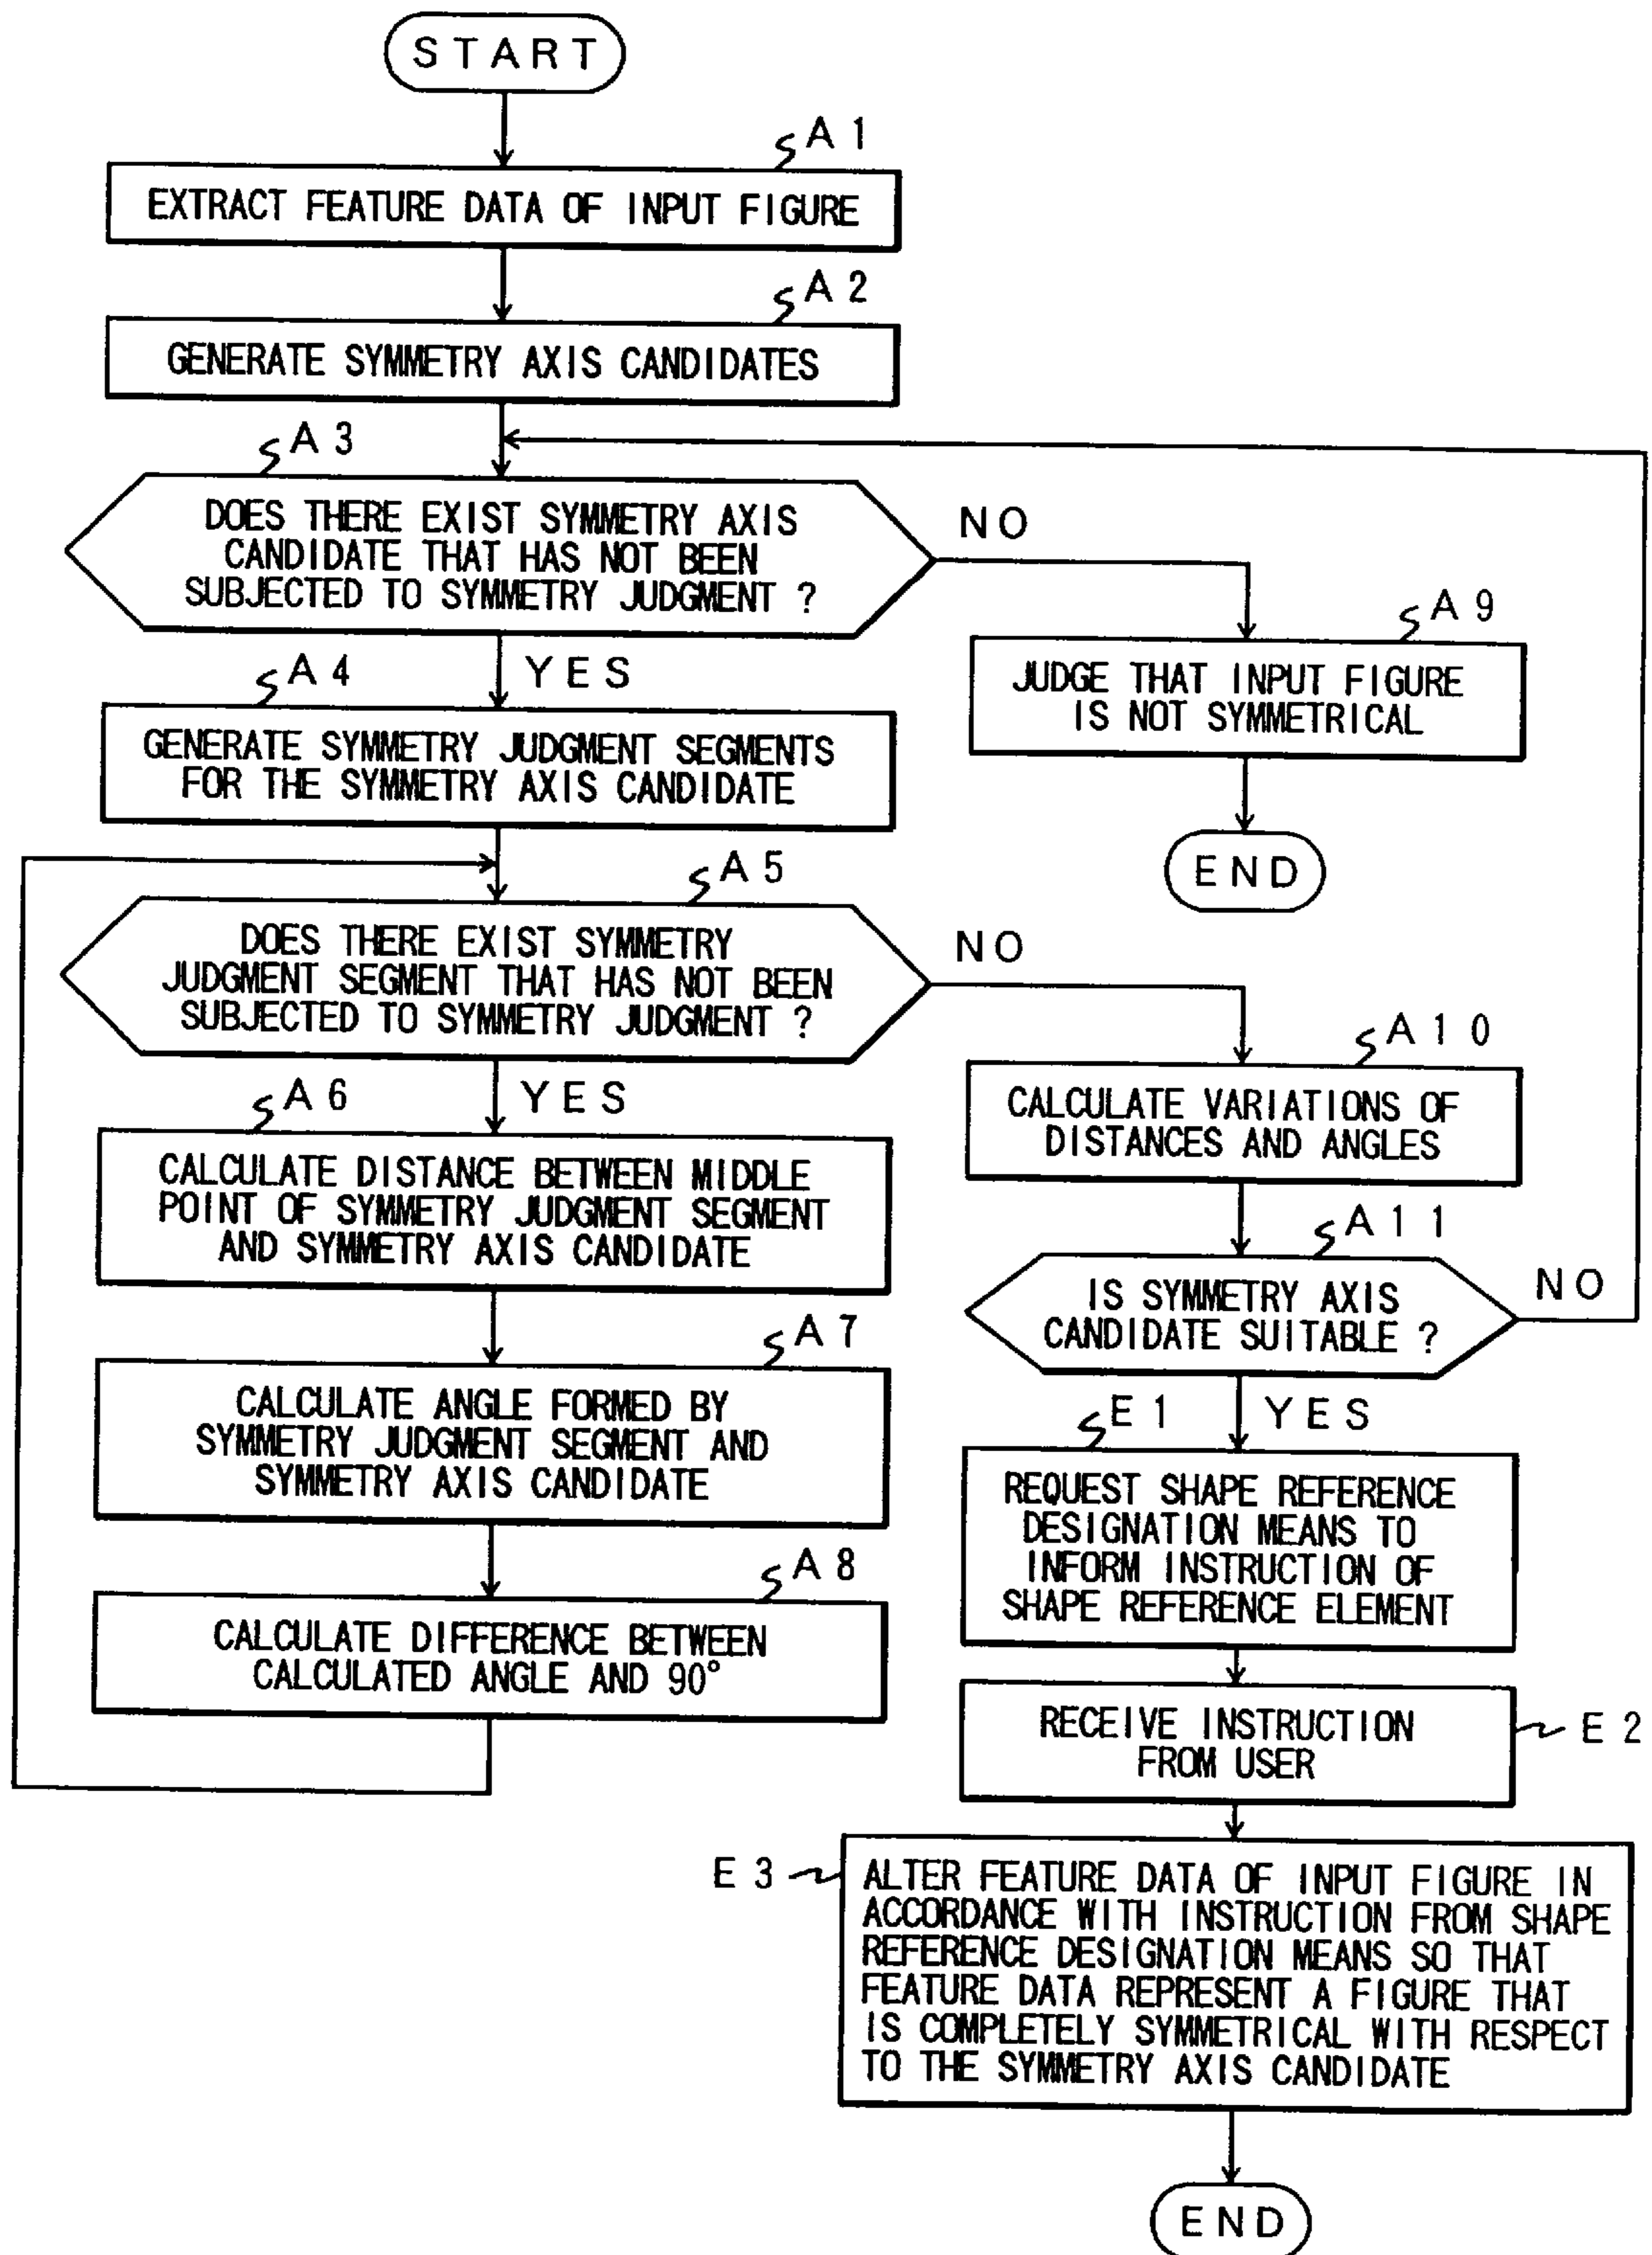 START
A1
EXTRACT FEATURE DATA OF INPUT FIGURE
A2
GENERATE SYMMETRY AXIS CANDIDATES
A3
DOES THERE EXIST SYMMETRY AXIS
CANDIDATE THAT HAS NOT BEEN
SUBJECTED TO SYMMETRY JUDGMENT ?
NO
YES
A9
JUDGE THAT INPUT FIGURE
IS NOT SYMMETRICAL
END
A4
GENERATE SYMMETRY JUDGMENT SEGMENTS
FOR THE SYMMETRY AXIS CANDIDATE
A5
DOES THERE EXIST SYMMETRY
JUDGMENT SEGMENT THAT HAS NOT BEEN
SUBJECTED TO SYMMETRY JUDGMENT ?
NO
YES
A6
CALCULATE DISTANCE BETWEEN MIDDLE
POINT OF SYMMETRY JUDGMENT SEGMENT
AND SYMMETRY AXIS CANDIDATE
A7
CALCULATE ANGLE FORMED BY
SYMMETRY JUDGMENT SEGMENT AND
SYMMETRY AXIS CANDIDATE
A8
CALCULATE DIFFERENCE BETWEEN
CALCULATED ANGLE AND 90°
A10
CALCULATE VARIATIONS OF
DISTANCES AND ANGLES
A11
IS SYMMETRY AXIS
CANDIDATE SUITABLE ?
NO
YES
E1
REQUEST SHAPE REFERENCE
DESIGNATION MEANS TO
INFORM INSTRUCTION OF
SHAPE REFERENCE ELEMENT
RECEIVE INSTRUCTION
FROM USER
E2
E3
ALTER FEATURE DATA OF INPUT FIGURE IN
ACCORDANCE WITH INSTRUCTION FROM SHAPE
REFERENCE DESIGNATION MEANS SO THAT
FEATURE DATA REPRESENT A FIGURE THAT
IS COMPLETELY SYMMETRICAL WITH RESPECT
TO THE SYMMETRY AXIS CANDIDATE
END